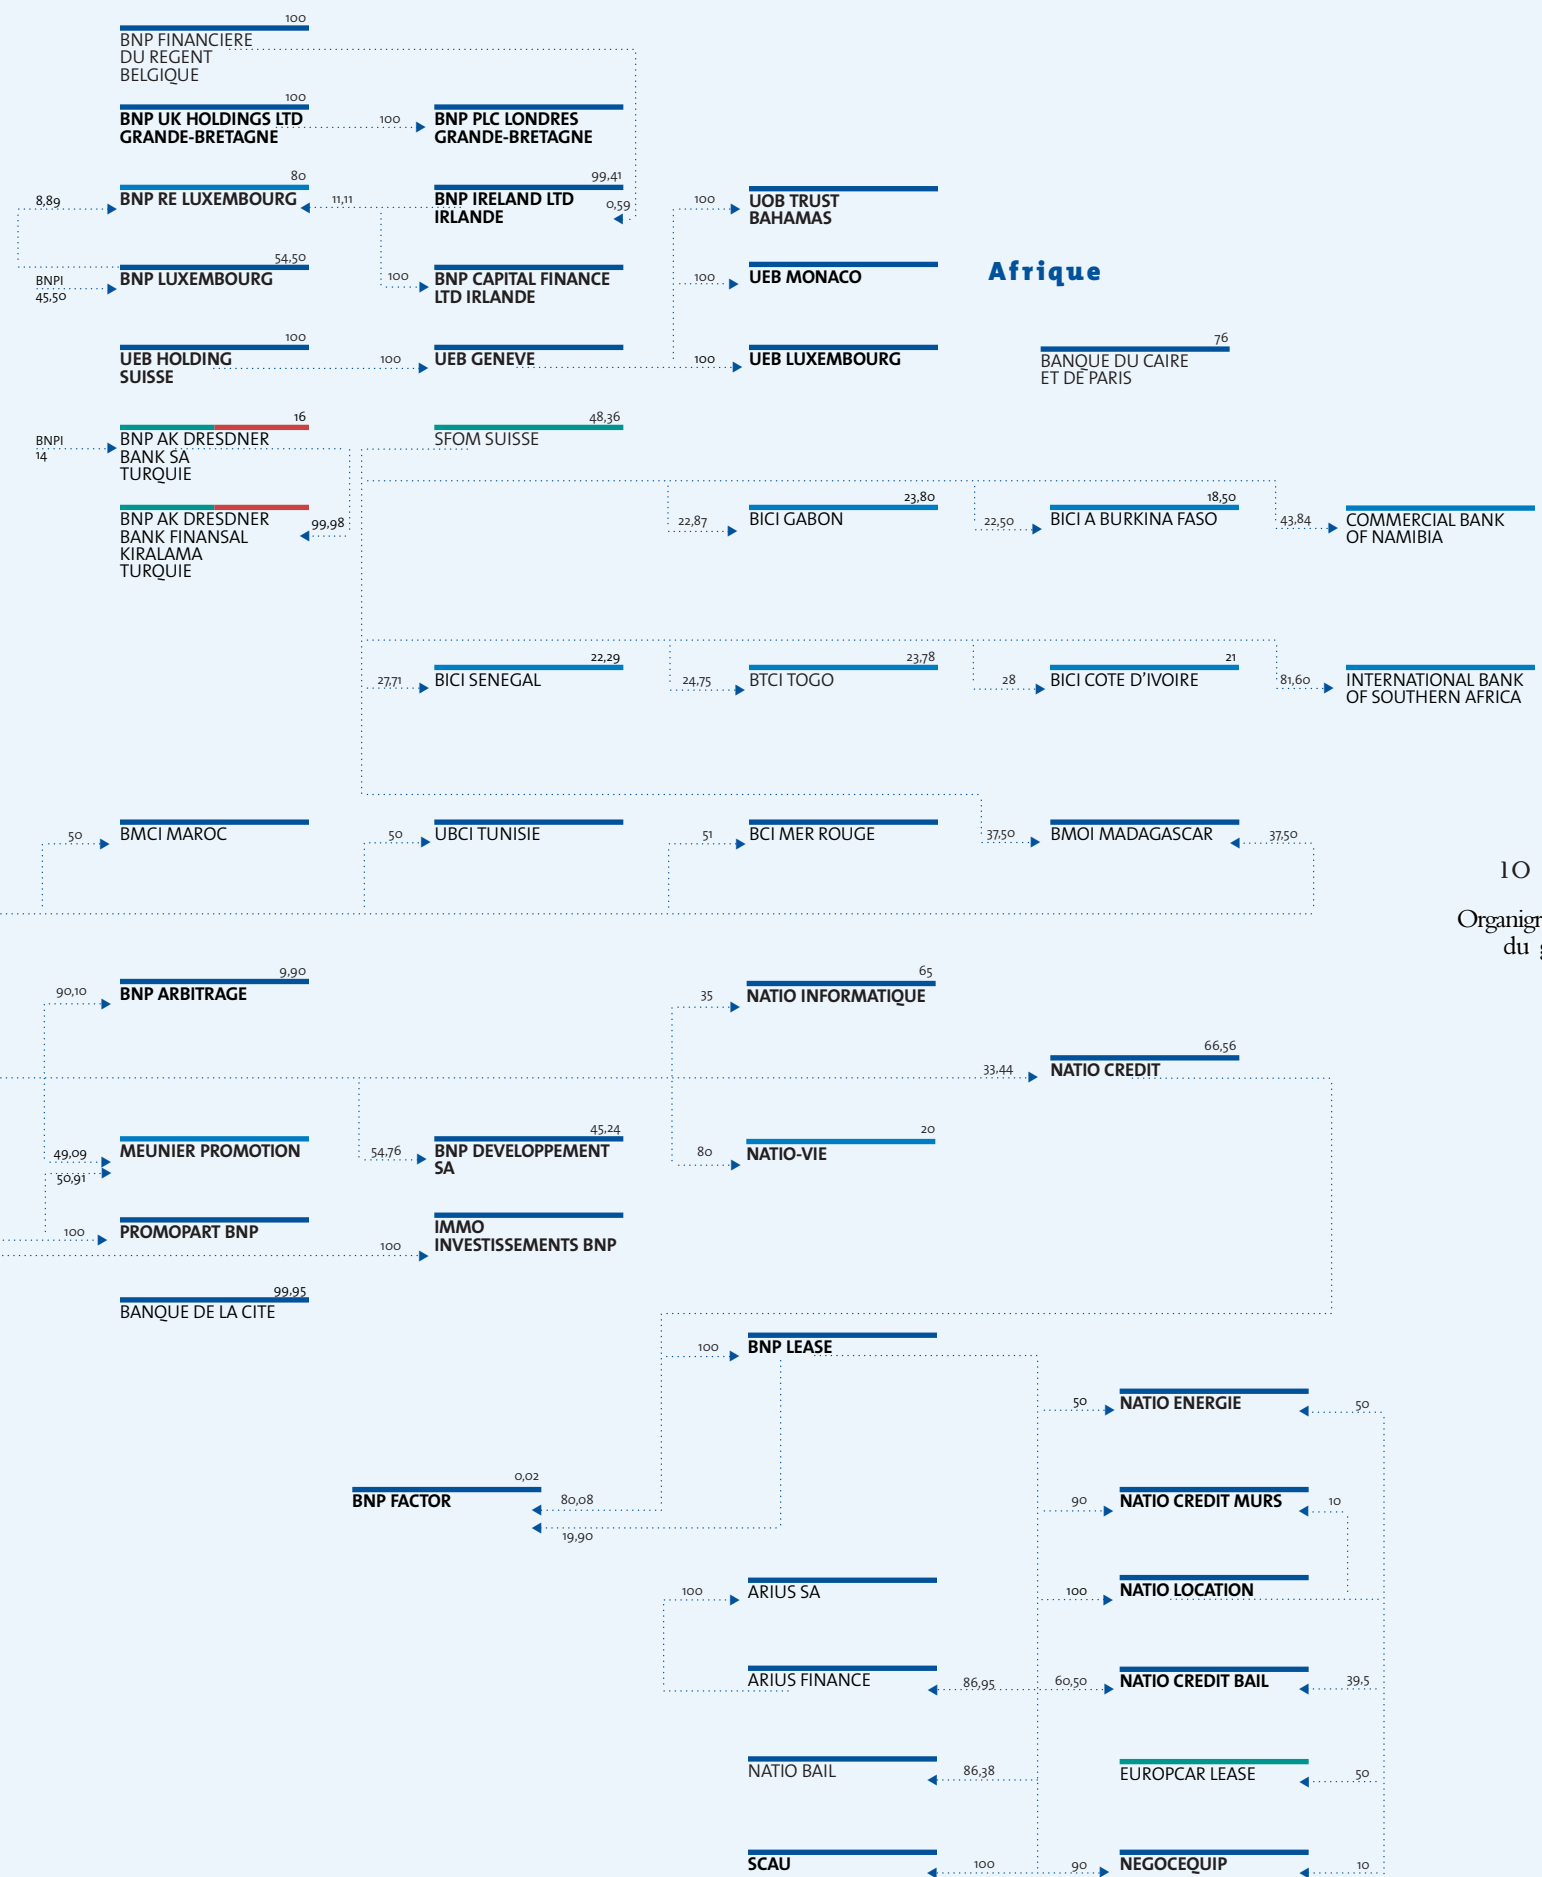 100
BNP FINANCIERE
DU REGENT
BELGIQUE
100
BNP UK HOLDINGS LTD
GRANDE-BRETAGNE
100
BNP PLC LONDRES
GRANDE-BRETAGNE
8,89
80
BNP RE LUXEMBOURG
11,11
99,41
BNP IRELAND LTD
IRLANDE
0,59
100
UOB TRUST
BAHAMAS
BNPI
45,50
54,50
BNP LUXEMBOURG
100
BNP CAPITAL FINANCE
LTD IRLANDE
100
UEB MONACO
Afrique
100
UEB HOLDING
SUISSE
100
UEB GENEVE
100
UEB LUXEMBOURG
76
BANQUE DU CAIRE
ET DE PARIS
BNPI
14
16
BNP AK DRESDNER
BANK SA
TURQUIE
48,36
SFOM SUISSE
BNP AK DRESDNER
BANK FINANSAL
KIRALAMA
TURQUIE
99,98
22,87
23,80
BICI GABON
22,50
18,50
BICI A BURKINA FASO
43,84
COMMERCIAL BANK
OF NAMIBIA
27,71
22,29
BICI SENEGAL
24,75
23,78
BTCI TOGO
28
21
BICI COTE D'IVOIRE
81,60
INTERNATIONAL BANK
OF SOUTHERN AFRICA
50
BMCI MAROC
50
UBCI TUNISIE
51
BCI MER ROUGE
37,50
BMOI MADAGASCAR
37,50
10
Organigr
du g
90,10
9,90
BNP ARBITRAGE
35
65
NATIO INFORMATIQUE
33,44
66,56
NATIO CREDIT
49,09
50,91
MEUNIER PROMOTION
54,76
45,24
BNP DEVELOPPEMENT
SA
80
20
NATIO-VIE
100
PROMOPART BNP
100
IMMO
INVESTISSEMENTS BNP
99,95
BANQUE DE LA CITE
100
BNP LEASE
50
NATIO ENERGIE
50
0,02
BNP FACTOR
80,08
19,90
90
NATIO CREDIT MURS
10
100
ARIUS SA
100
NATIO LOCATION
ARIUS FINANCE
86,95
60,50
NATIO CREDIT BAIL
39,5
NATIO BAIL
86,38
EUROPCAR LEASE
50
SCAU
100
90
NEGOCEQUIP
10